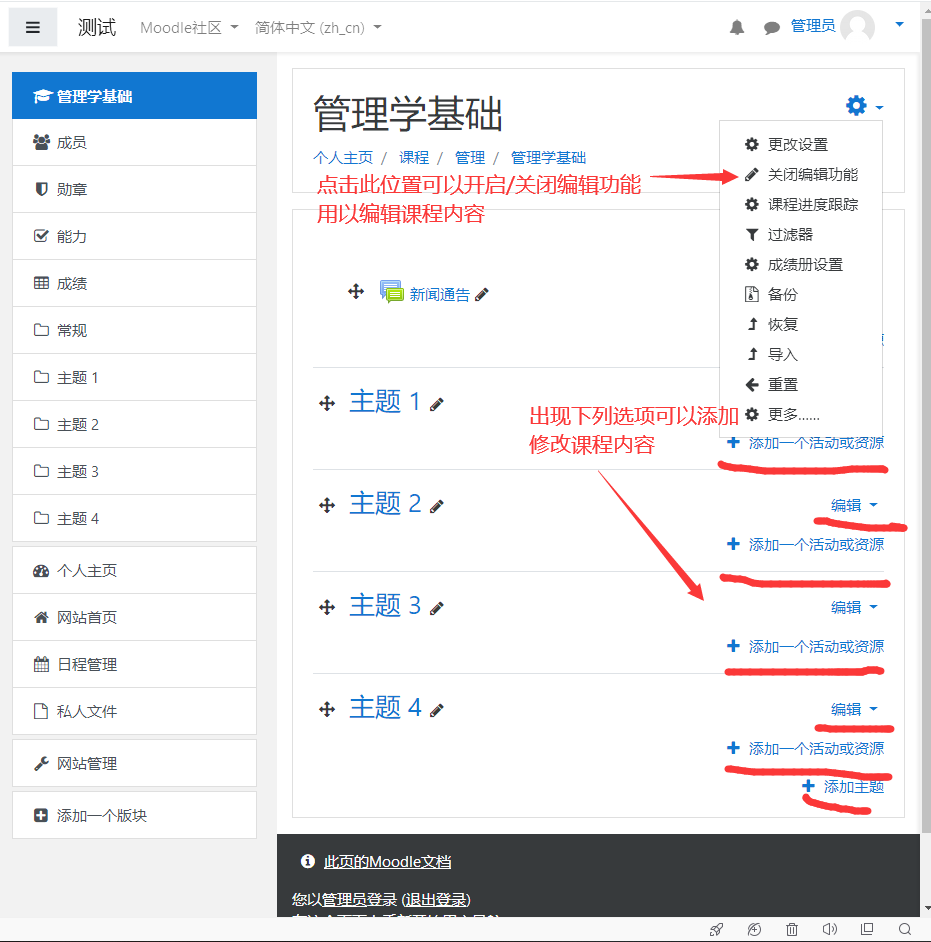 测试 Moodle社区 简体中文 (zh_cn) 管理员
管理学基础
成员
勋章
能力
成绩
常规
主题 1
主题 2
主题 3
主题 4
个人主页
网站首页
日程管理
私人文件
网站管理
添加一个版块
管理学基础
个人主页 / 课程 / 管理 / 管理学基础
点击此位置可以开启/关闭编辑功能
用以编辑课程内容
更改设置
关闭编辑功能
课程进度跟踪
过滤器
成绩册设置
备份
恢复
导入
重置
更多......
新闻通告
主题 1
出现下列选项可以添加
修改课程内容
添加一个活动或资源
主题 2
编辑
添加一个活动或资源
主题 3
编辑
添加一个活动或资源
主题 4
编辑
添加一个活动或资源
添加主题
此页的Moodle文档
您以管理员登录 (退出登录)